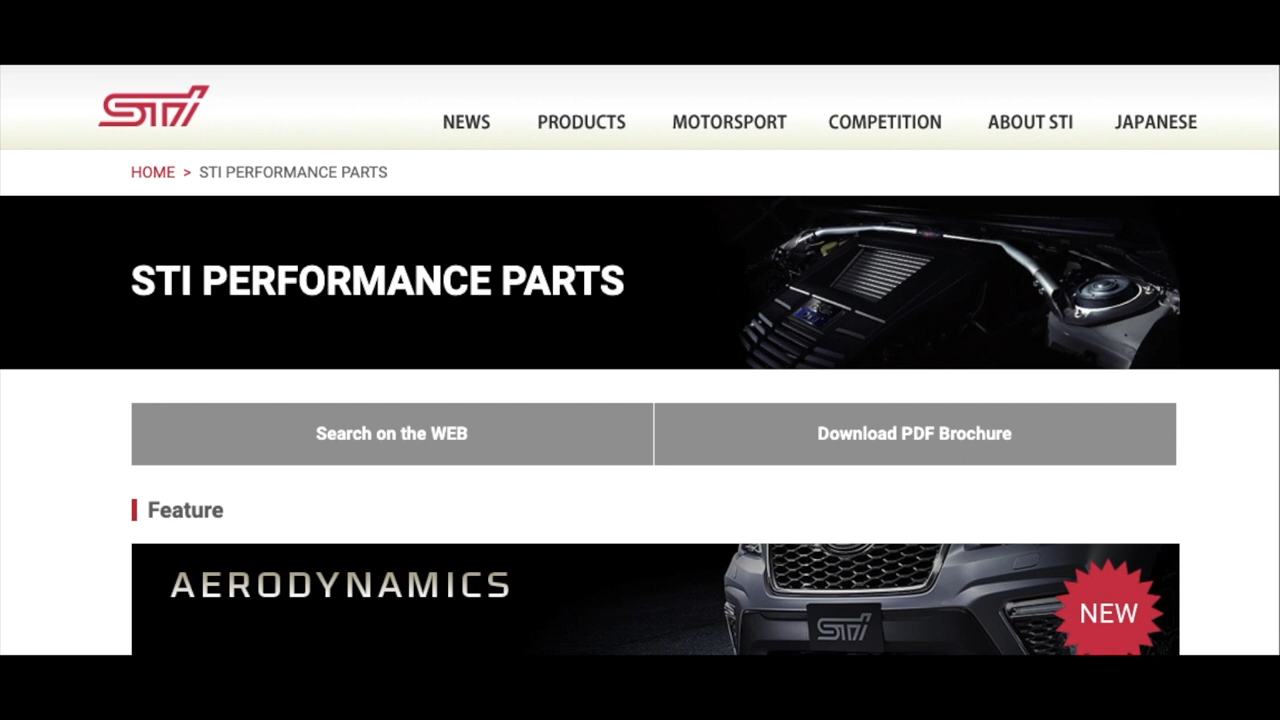 STI
NEWS PRODUCTS MOTORSPORT COMPETITION ABOUT STI JAPANESE
HOME > STI PERFORMANCE PARTS
STI PERFORMANCE PARTS
Search on the WEB Download PDF Brochure
Feature
AERODYNAMICS
NEW
STI